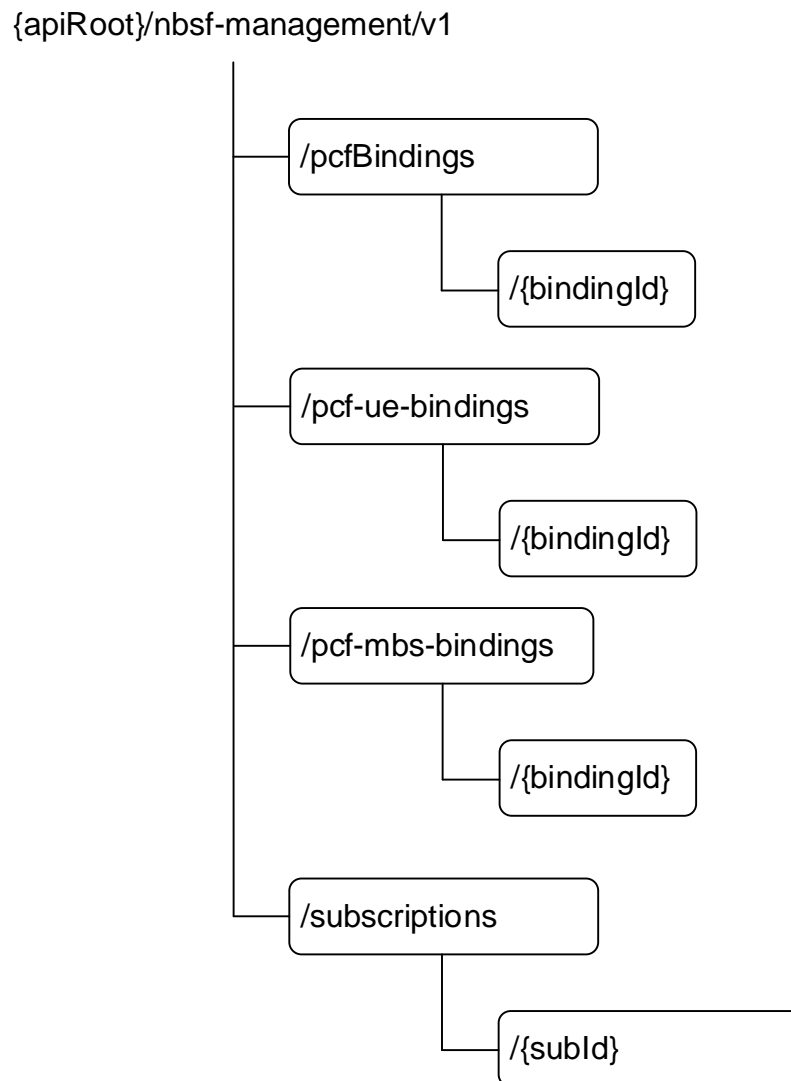 {apiRoot}/nbsf-management/v1
/pcfBindings
/{bindingId}
/pcf-ue-bindings
/{bindingId}
/pcf-mbs-bindings
/{bindingId}
/subscriptions
/{subId}